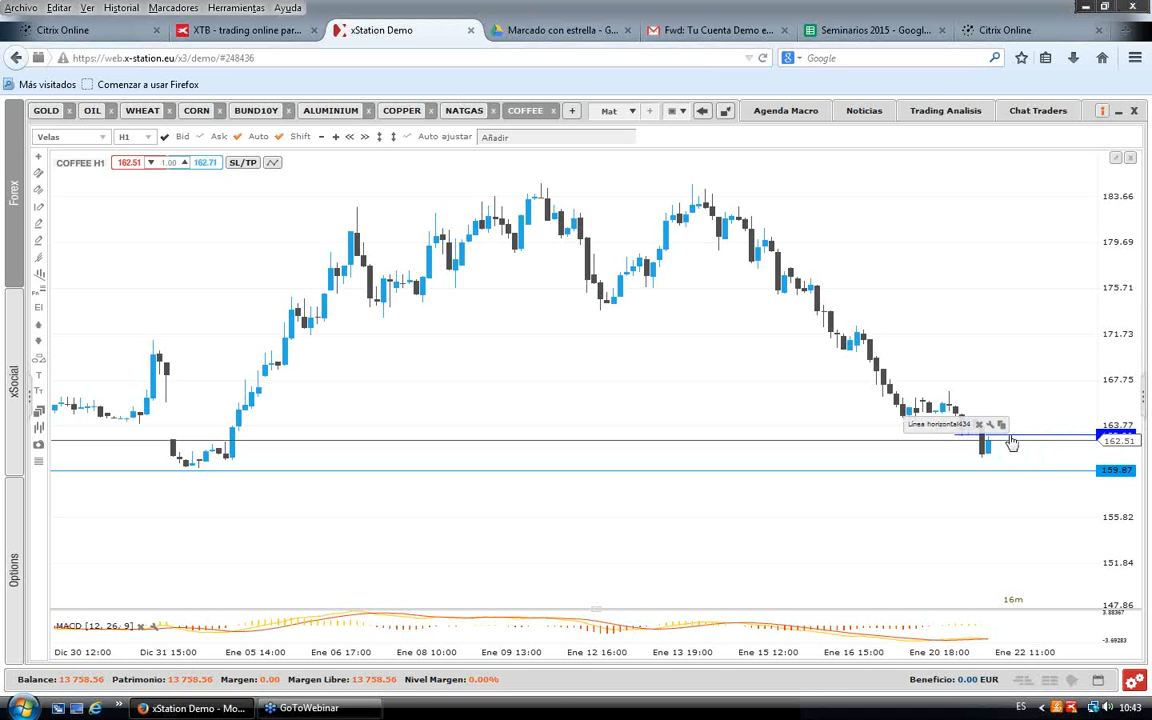 Archivo Editar Ver Historial Marcadores Herramientas Ayuda
Citrix Online XTB - trading online par... xStation Demo Marcado con estrella - G... Fwd: Tu Cuenta Demo e... Seminarios 2015 - Googl... Citrix Online
https://web.x-station.eu/x3/demo/#248436 Google
Más visitados Comenzar a usar Firefox
GOLD OIL WHEAT CORN BUND10Y ALUMINIUM COPPER NATGAS COFFEE + Mat Agenda Macro Noticias Trading Analisis Chat Traders
Velas H1 Bid Ask Auto Shift Auto ajustar Añadir
COFFEE H1 162.51 1.00 162.71 SL/TP
Forex
xSocial
Options
183.66
179.69
175.71
171.73
167.75
163.77
Línea horizontal434
162.51
159.87
155.82
151.84
16m
147.86
MACD [12, 26, 9]
3.88367
-3.69283
Dic 30 12:00 Dic 31 15:00 Ene 05 14:00 Ene 06 17:00 Ene 08 10:00 Ene 09 13:00 Ene 13 19:00 Ene 15 12:00 Ene 16 15:00 Ene 20 18:00 Ene 22 11:00
Balance: 13 758.56 Patrimonio: 13 758.56 Margen: 0.00 Margen Libre: 13 758.56 Nivel Margen: 0.00% Beneficio: 0.00 EUR
xStation Demo - Mo... GoToWebinar ES 10:43